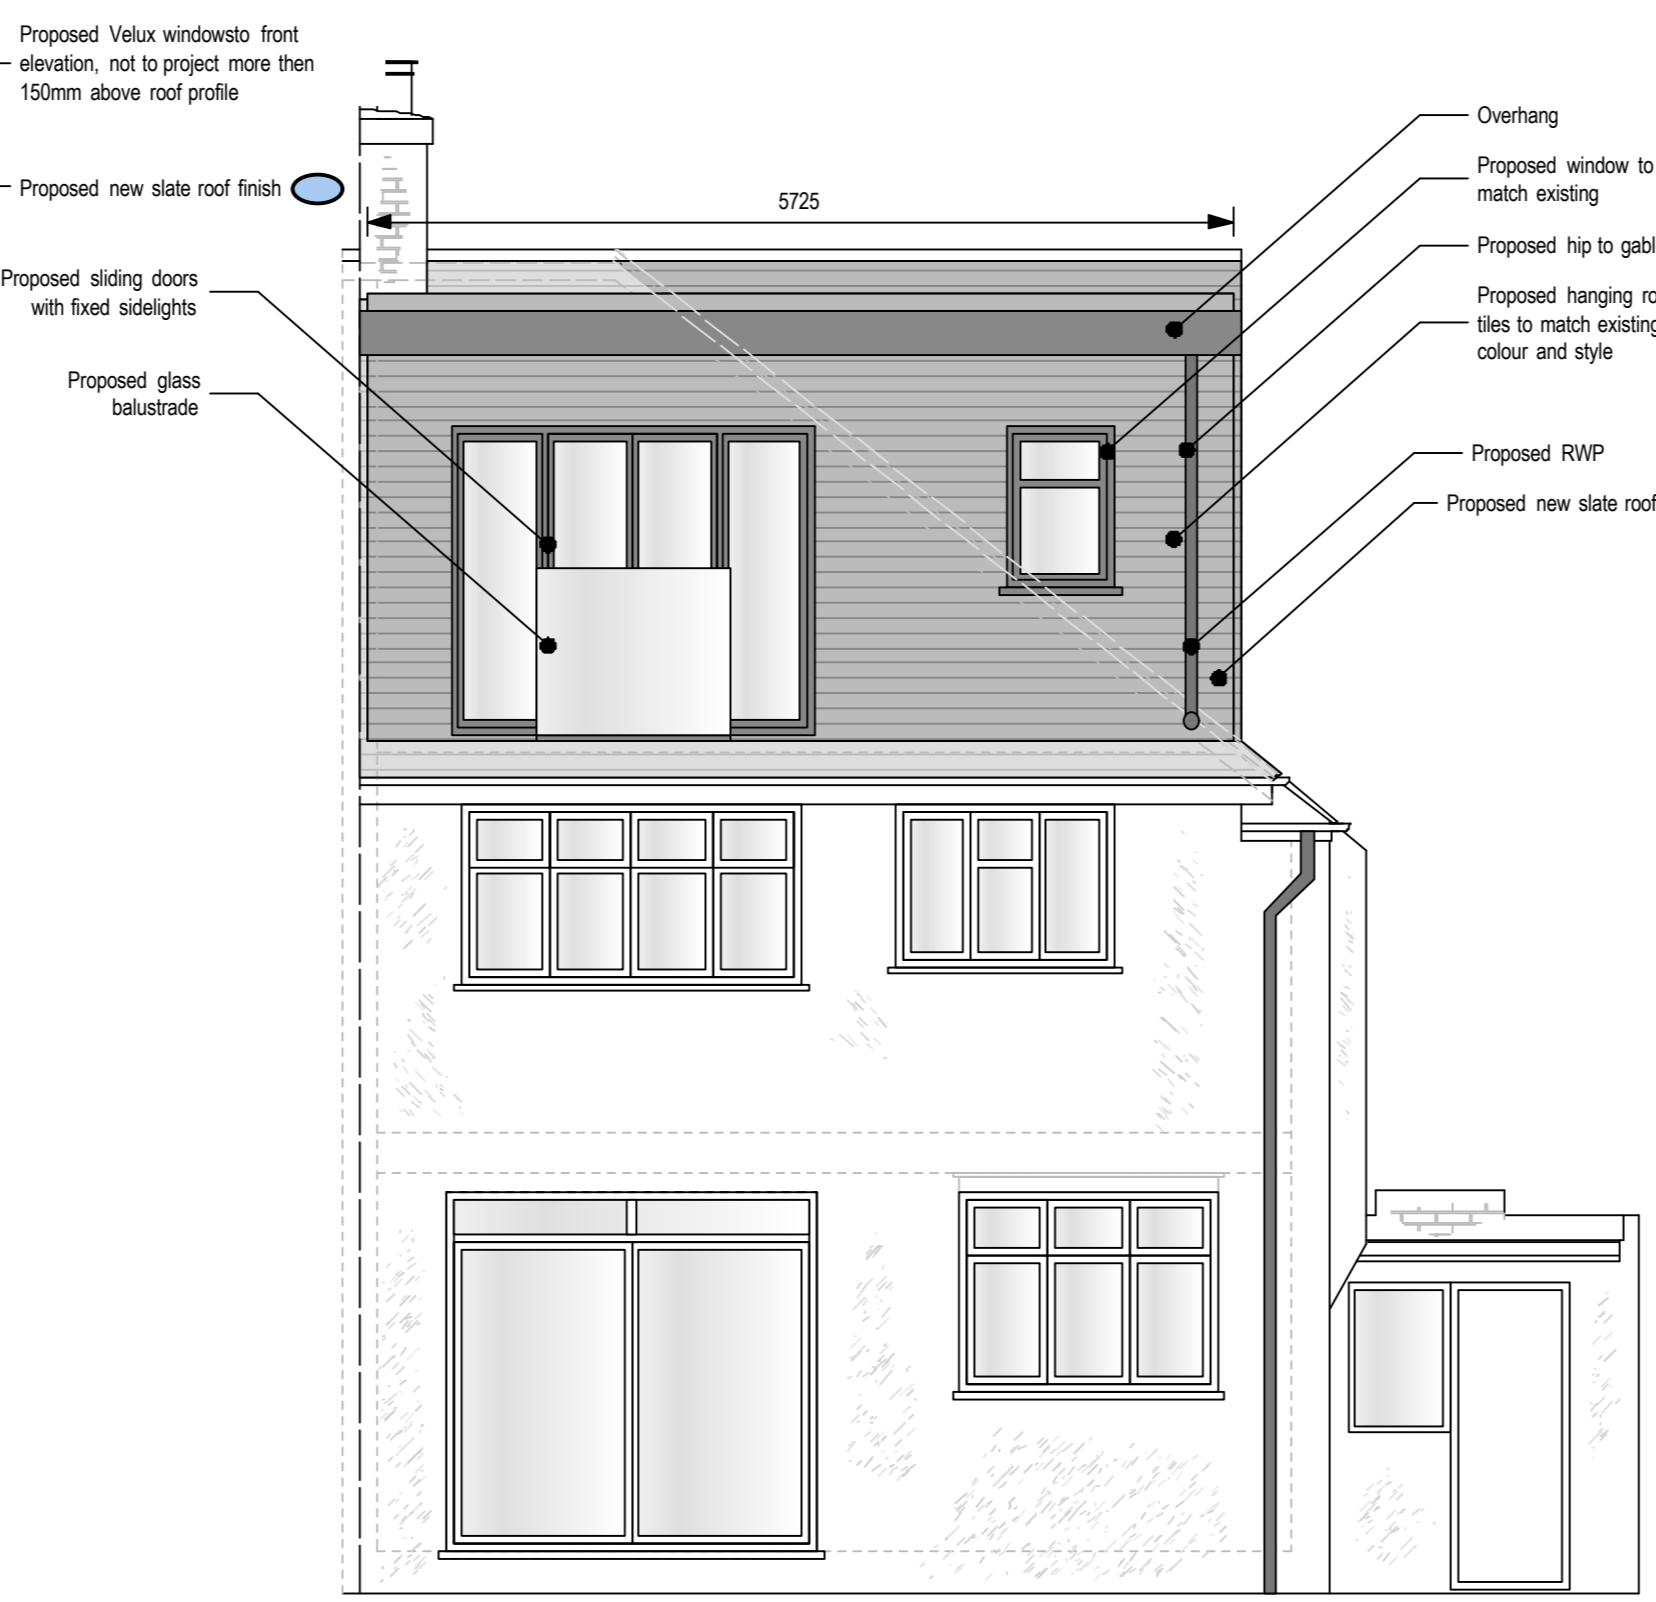 Proposed Velux windowsto front
elevation, not to project more then
150mm above roof profile
Proposed new slate roof finish
Proposed sliding doors
with fixed sidelights
Proposed glass
balustrade
5725
Overhang
Proposed window to
match existing
Proposed hip to gabl
Proposed hanging ro
tiles to match existing
colour and style
Proposed RWP
Proposed new slate roof